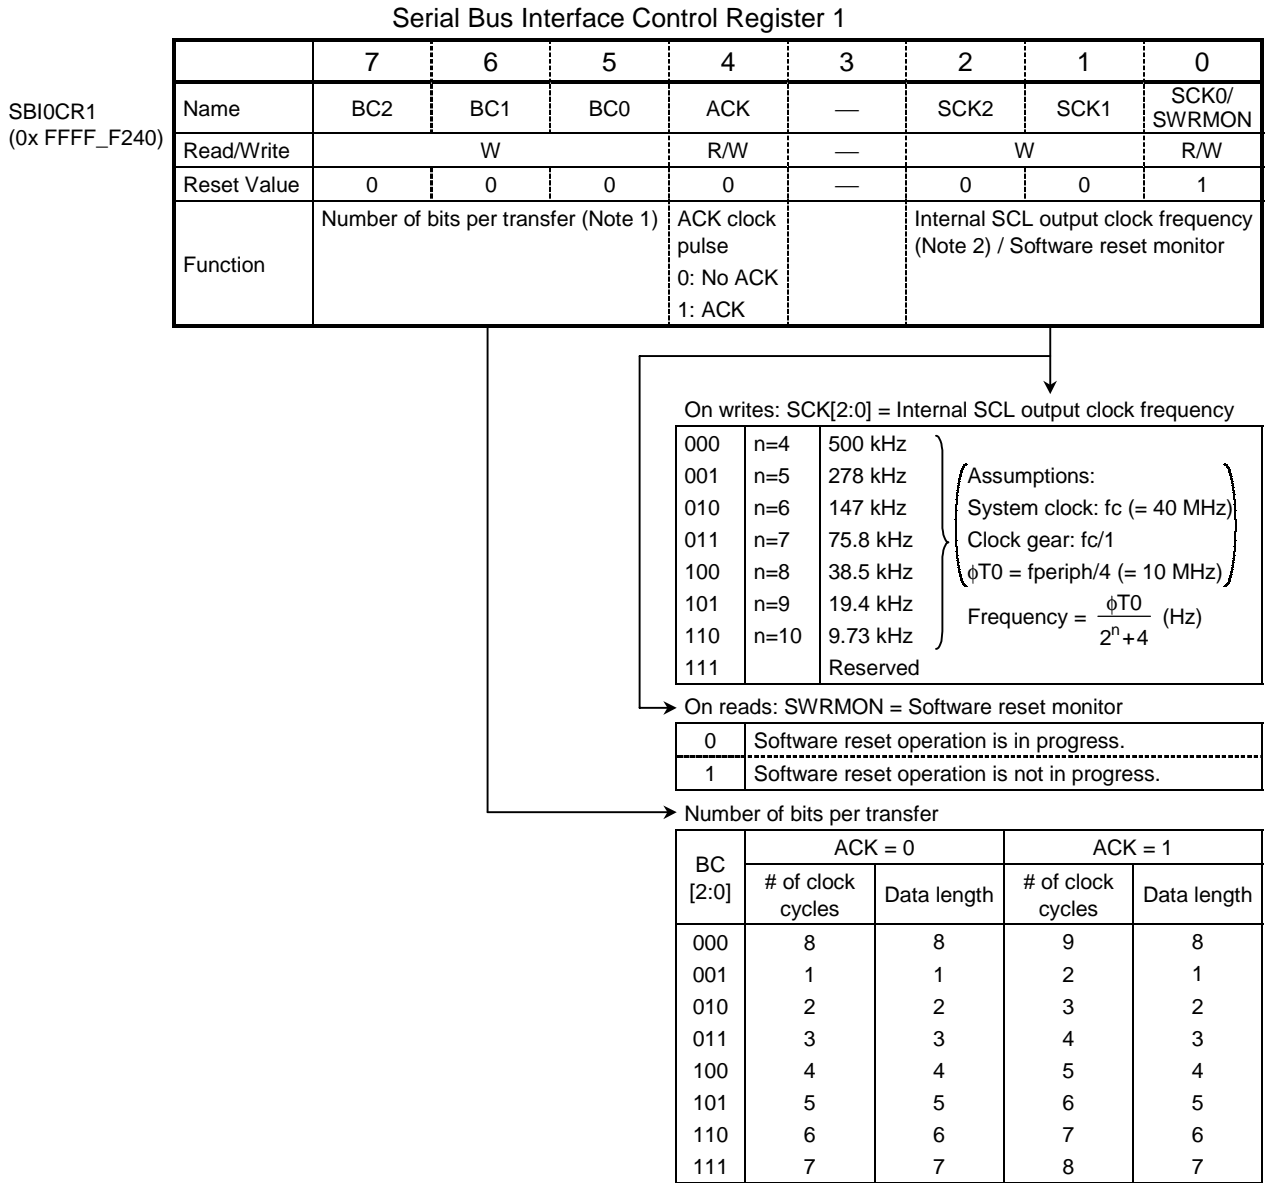 Serial Bus Interface Control Register 1
7 6 5 4 3 2 1 0
SBI0CR1
(0x FFFF_F240)
Name BC2 BC1 BC0 ACK — SCK2 SCK1 SCK0/
SWRMON
Read/Write W R/W — W R/W
Reset Value 0 0 0 0 — 0 0 1
Function
Number of bits per transfer (Note 1)
ACK clock
pulse
0: No ACK
1: ACK
Internal SCL output clock frequency
(Note 2) / Software reset monitor
On writes: SCK[2:0] = Internal SCL output clock frequency
000 n=4 500 kHz
001 n=5 278 kHz
010 n=6 147 kHz
011 n=7 75.8 kHz
100 n=8 38.5 kHz
101 n=9 19.4 kHz
110 n=10 9.73 kHz
111 Reserved
Assumptions:
System clock: fc (= 40 MHz)
Clock gear: fc/1
ϕT0 = fperiph/4 (= 10 MHz)
Frequency = ϕT0 / 2^n+4 (Hz)
On reads: SWRMON = Software reset monitor
0 Software reset operation is in progress.
1 Software reset operation is not in progress.
Number of bits per transfer
BC
[2:0]
ACK = 0 ACK = 1
# of clock
cycles
Data length
# of clock
cycles
Data length
000 8 8 9 8
001 1 1 2 1
010 2 2 3 2
011 3 3 4 3
100 4 4 5 4
101 5 5 6 5
110 6 6 7 6
111 7 7 8 7